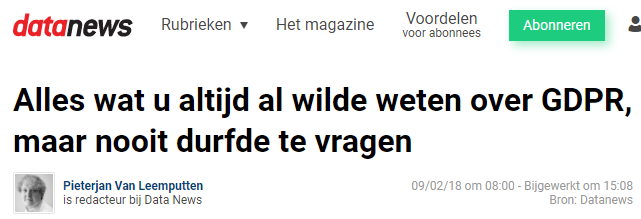 datanews Rubrieken ▼ Het magazine Voordelen voor abonnees Abonneren
Alles wat u altijd al wilde weten over GDPR,
maar nooit durfde te vragen
Pieterjan Van Leemputten 09/02/18 om 08:00 - Bijgewerkt om 15:08
is redacteur bij Data News Bron: Datanews